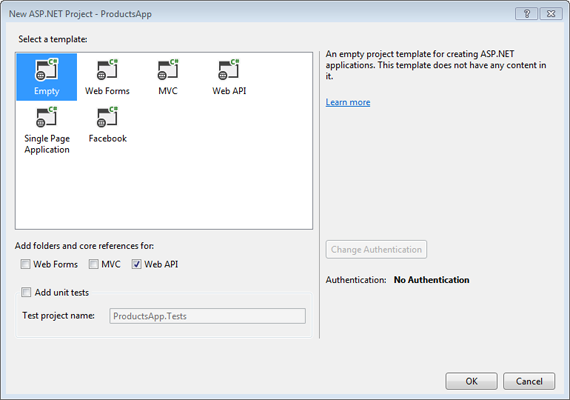 New ASP.NET Project - ProductsApp
Select a template:
Empty
Web Forms
MVC
Web API
Single Page
Application
Facebook
An empty project template for creating ASP.NET
applications. This template does not have any content in
it.
Learn more
Add folders and core references for:
Web Forms MVC Web API
Add unit tests
Test project name: ProductsApp.Tests
Change Authentication
Authentication: No Authentication
OK Cancel